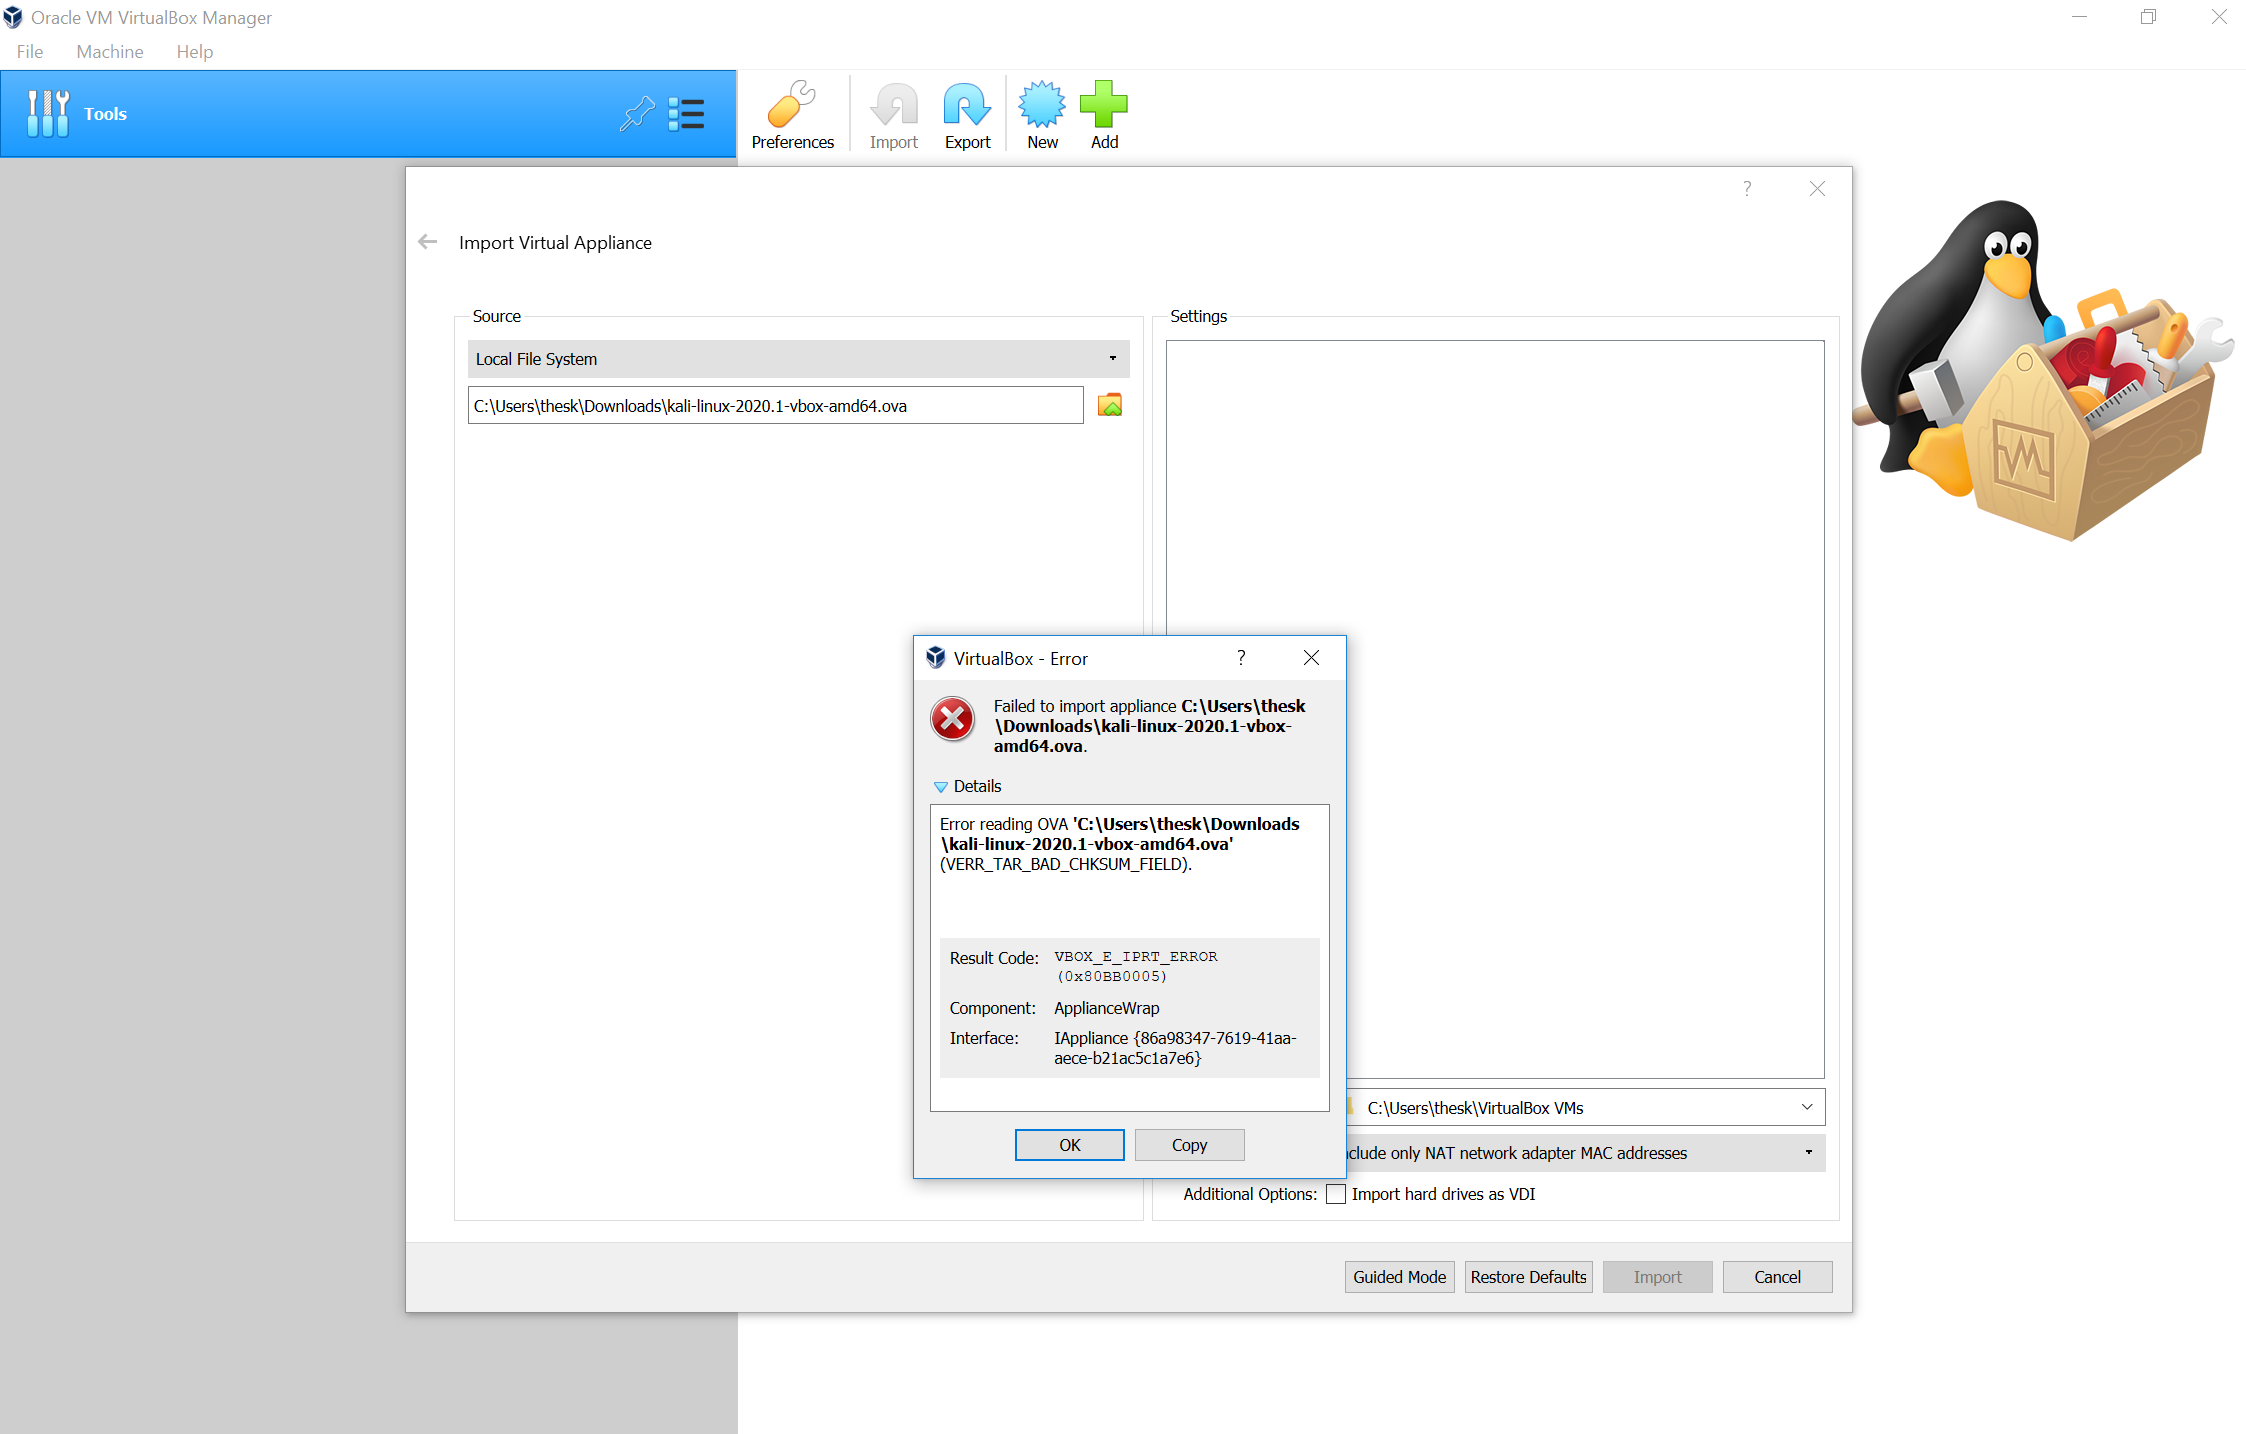 Oracle VM VirtualBox Manager
File Machine Help
Tools
Preferences Import Export New Add
?
Import Virtual Appliance
Source
Local File System
C:\Users\thesk\Downloads\kali-linux-2020.1-vbox-amd64.ova
Settings
VirtualBox - Error ?
Failed to import appliance C:\Users\thesk
\Downloads\kali-linux-2020.1-vbox-
amd64.ova.
Details
Error reading OVA 'C:\Users\thesk\Downloads
\kali-linux-2020.1-vbox-amd64.ova'
(VERR_TAR_BAD_CHKSUM_FIELD).
Result Code: VBOX_E_IPRT_ERROR
(0x80BB0005)
Component: ApplianceWrap
Interface: IAppliance {86a98347-7619-41aa-
aece-b21ac5c1a7e6}
OK Copy
C:\Users\thesk\VirtualBox VMs
clude only NAT network adapter MAC addresses
Additional Options: Import hard drives as VDI
Guided Mode Restore Defaults Import Cancel